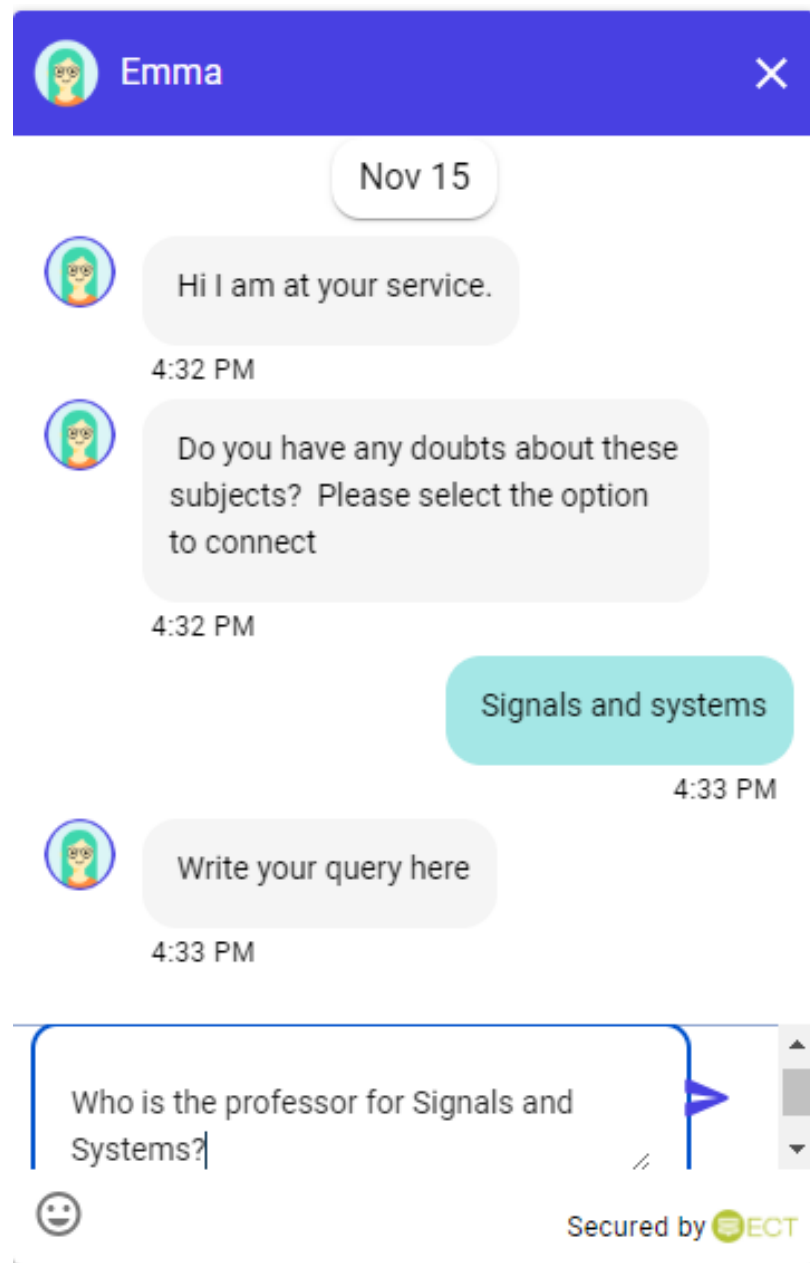 Emma
Nov 15
Hi I am at your service.
4:32 PM
Do you have any doubts about these
subjects? Please select the option
to connect
4:32 PM
Signals and systems
4:33 PM
Write your query here
4:33 PM
Who is the professor for Signals and
Systems?
Secured by ECT